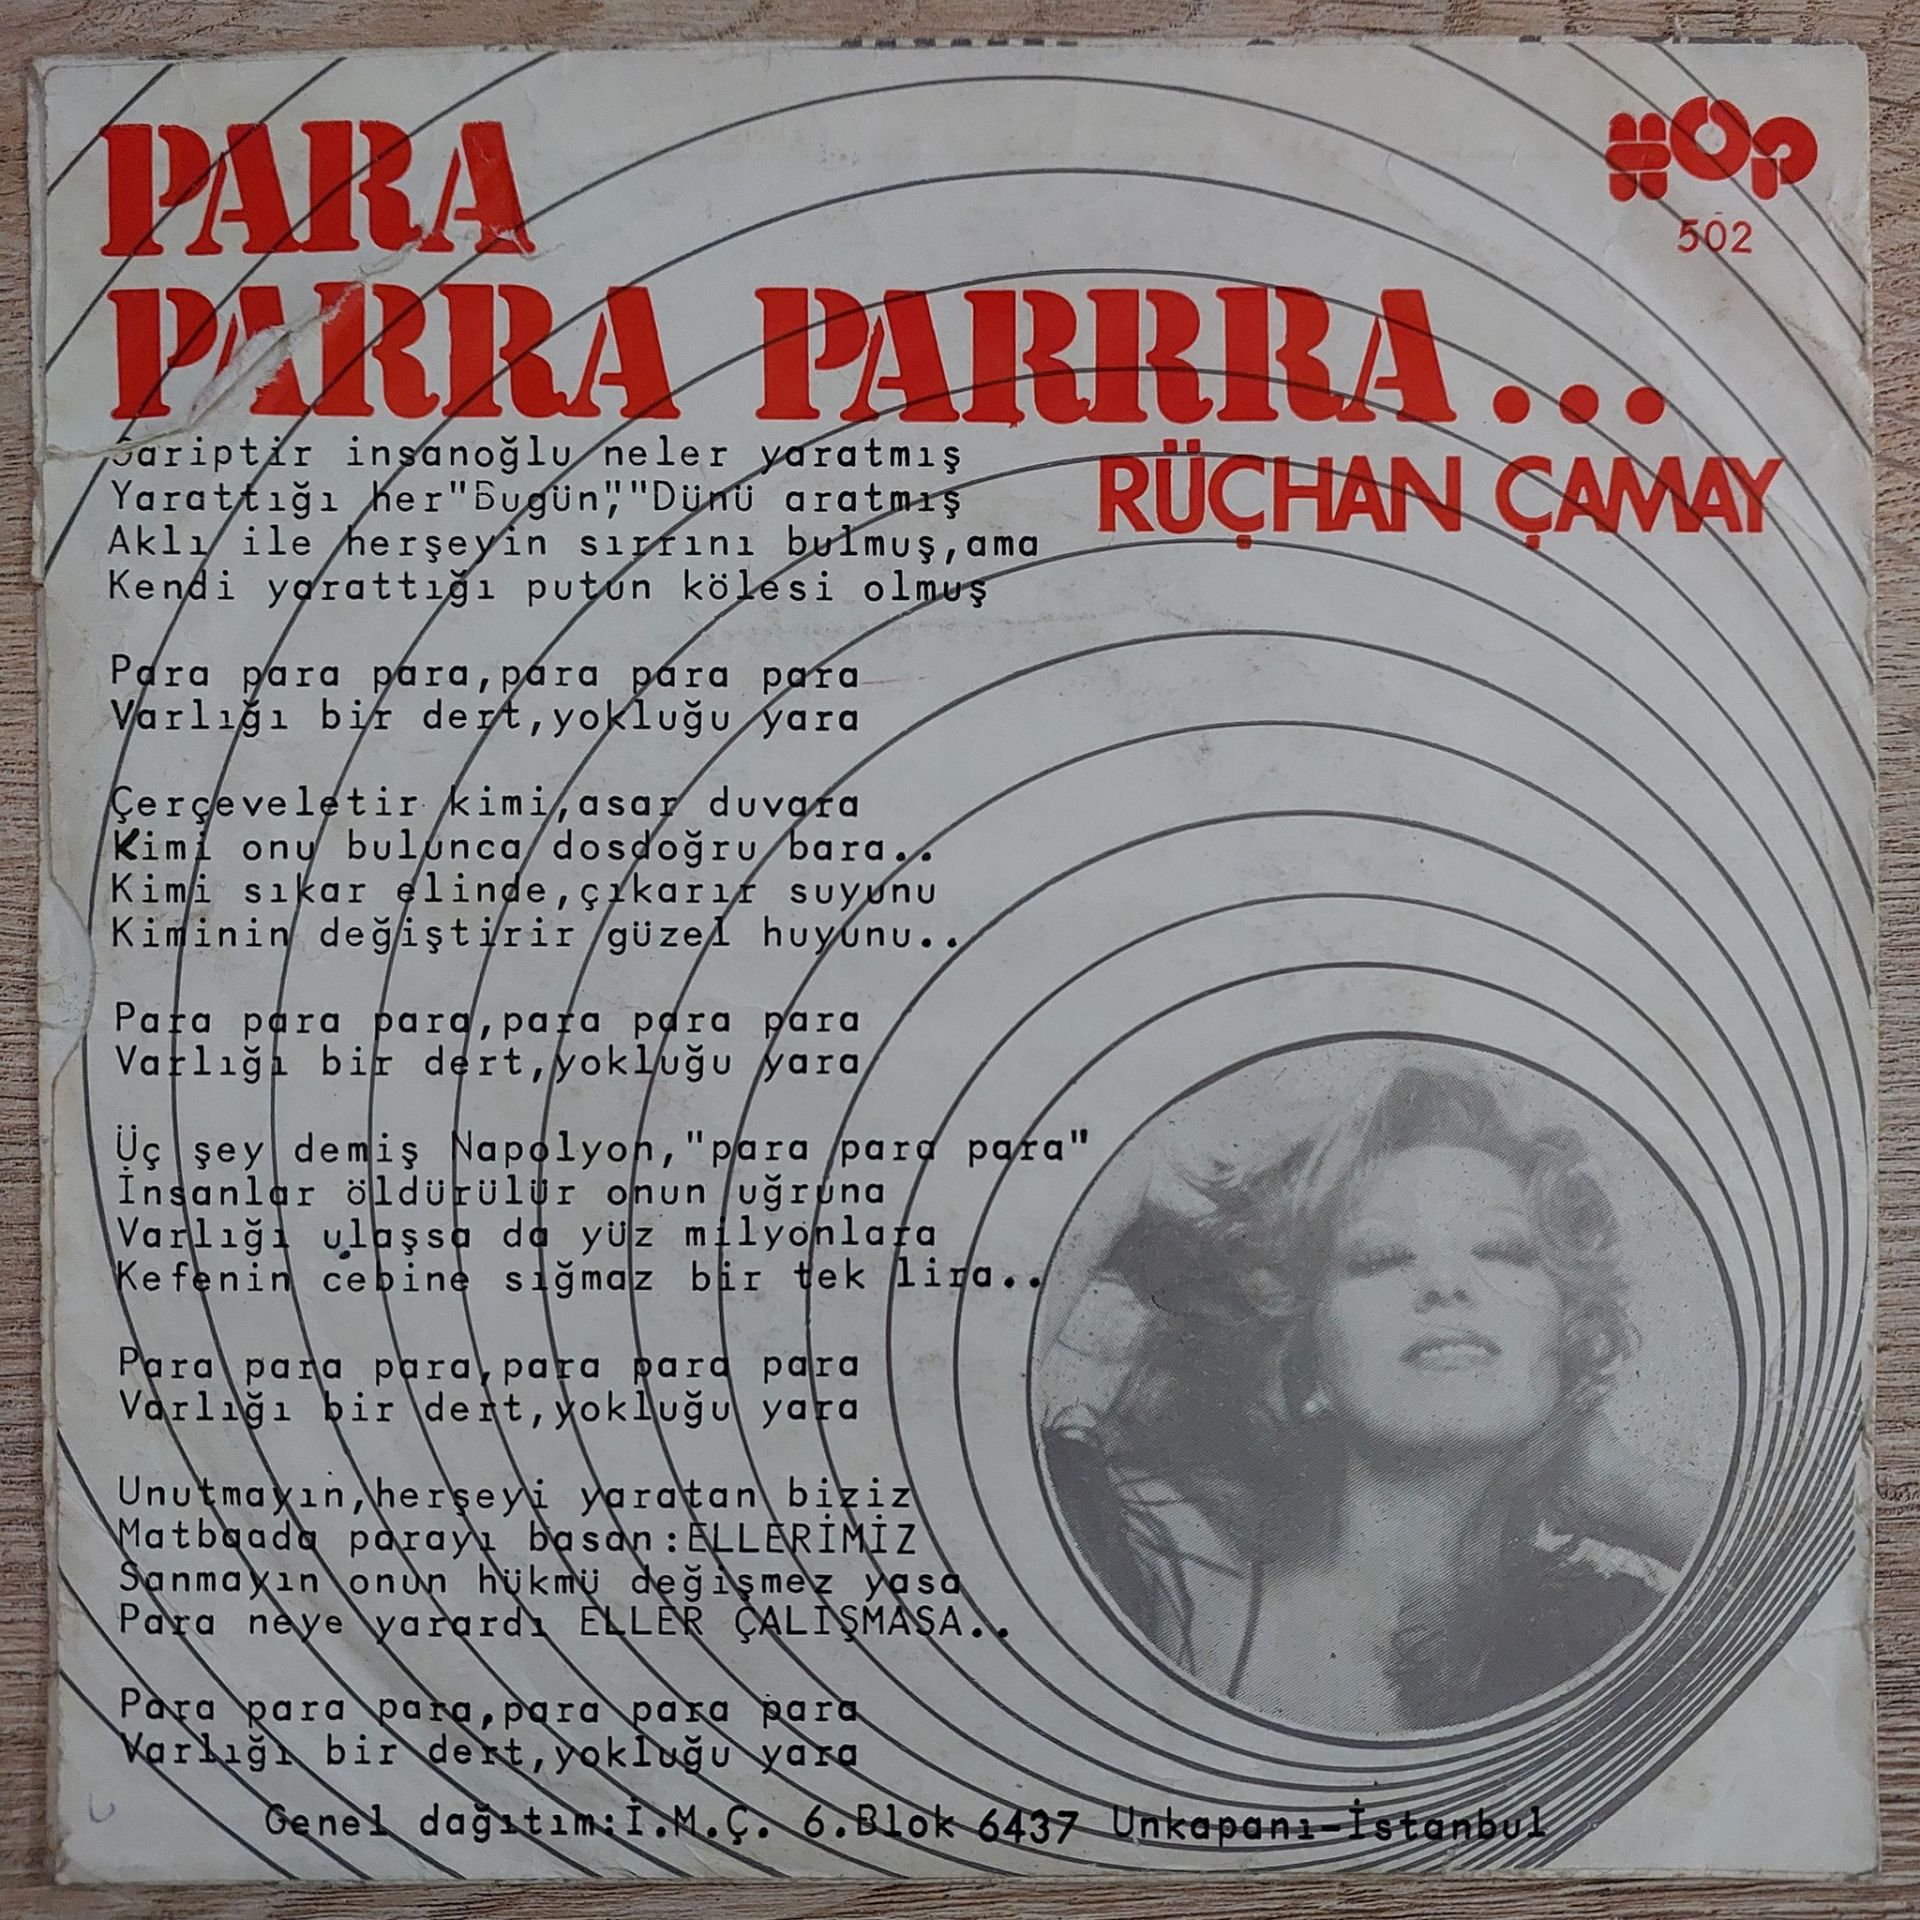 PARA
HOP
502
PARRA PARRRA...
RÜÇHAN ÇAMAY
insanoğlu neler yaratmış
Yarattığı her"Bugün","Dünü aratmış
Aklı ile herşeyin sırrını bulmuş,ama
Kendi yarattığı putun kölesi olmuş
Para para para,para para para
Varlığı bir dert,yokluğu yara
Çerçeveletir kimi,asar duvara
Kimi onu bulunca dosdoğru bara..
Kimi sıkar elinde,çıkarır suyunu
Kiminin değiştirir güzel huyunu..
Para para para,para para para
Varlığı bir dert,yokluğu yara
Üç şey demiş Napolyon,"para para para"
İnsanlar öldürülür onun uğruna
Varlığı ulaşsa da yüz milyonlara
Kefenin cebine sığmaz bir tek lira..
Para para para,para para para
Varlığı bir dert,yokluğu yara
Unutmayın,herşeyi yaratan biziz
Matbaada parayı basan:ELLERİMİZ
Sanmayın onun hükmü değişmez yasa
Para neye yarardı ELLER ÇALIŞMASA..
Para para para,para para para
Varlığı bir dert,yokluğu yara
Genel dağıtım:İ.M.Ç. 6.Blok 6437 Unkapanı-İstanbul